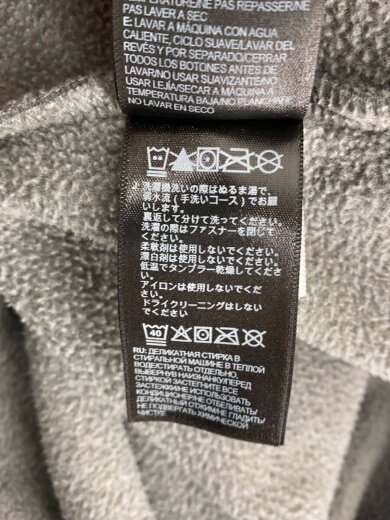 TEMPERATURE/NE PAS REPASSER/NE
PAS LAVER A SEC
E: LAVAR A MÁQUINA CON AGUA
CALIENTE, CICLO SUAVE/LAVAR DEL
REVÉS Y POR SEPARADO/CERRAR
TODOS LOS BOTONES ANTES DE
LAVAR/NO USAR SUAVIZANTE/NO
USAR LEJÍA/SECAR A MÁQUINA A
TEMPERATURA BAJA/NO PLANCHAR
NO LAVAR EN SECO
J: 洗濯機洗いの際はぬるま湯で、
弱水流(手洗いコース)でお願
いします。
裏返して分けて洗ってください。
洗濯の際はファスナーを閉じて
ください。
柔軟剤は使用しないでください。
漂白剤は使用しないでください。
低温でタンブラー乾燥してくださ
い。
アイロンは使用しないでください。
ドライクリーニングはしない
でください
40
RU: ДЕЛИКАТНАЯ СТИРКА В
СТИРАЛЬНОЙ МАШИНЕ В ТЕПЛОЙ
ВОДЕ/СТИРАТЬ ОТДЕЛЬНО
ВЫВЕРНУВ НАИЗНАНКУ/ПЕРЕД
СТИРКОЙ ЗАСТЕГНИТЕ ВСЕ
ЗАСТЕЖКИ/НЕ ИСПОЛЬЗОВАТЬ
КОНДИЦИОНЕР/НЕ ОТБЕЛИВАТЬ/
ДЕЛИКАТНЫЙ ОТЖИМ/НЕ ГЛАДИТЬ/
НЕ ПОДВЕРГАТЬ ХИМИЧЕСКОЙ
ЧИСТКЕ